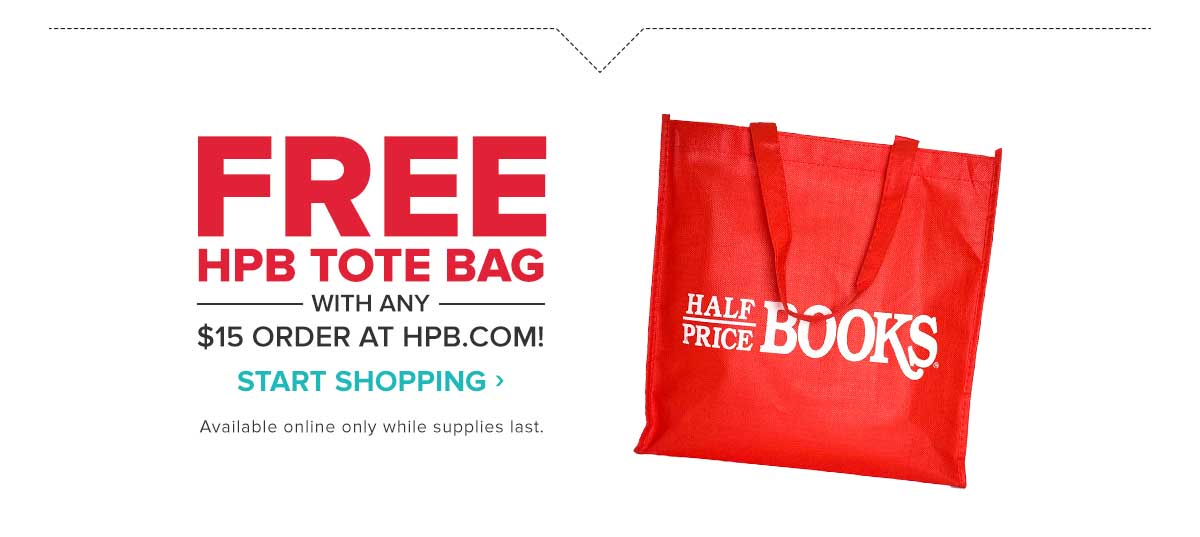 FREE
HPB TOTE BAG
WITH ANY
$15 ORDER AT HPB.COM!
START SHOPPING ›
Available online only while supplies last.
HALF
PRICE
BOOKS®